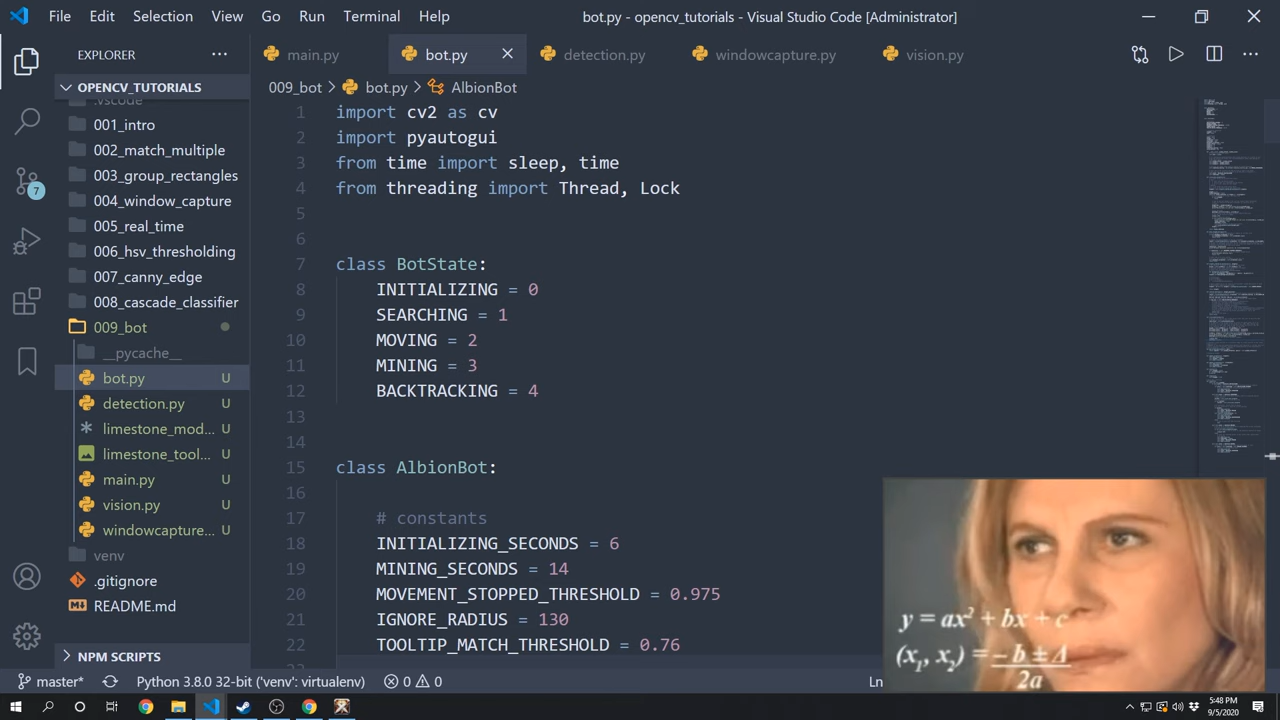 File Edit Selection View Go Run Terminal Help
bot.py - opencv_tutorials - Visual Studio Code [Administrator]
EXPLORER
main.py
bot.py
detection.py
windowcapture.py
vision.py
OPENCV_TUTORIALS
.vscode
001_intro
002_match_multiple
003_group_rectangles
004_window_capture
005_real_time
006_hsv_thresholding
007_canny_edge
008_cascade_classifier
009_bot
__pycache__
bot.py U
detection.py U
limestone_mod... U
limestone_tool... U
main.py U
vision.py U
windowcapture... U
venv
.gitignore
README.md
NPM SCRIPTS
7
009_bot > bot.py > AlbionBot
1 import cv2 as cv
2 import pyautogui
3 from time import sleep, time
4 from threading import Thread, Lock
5
6
7 class BotState:
8 INITIALIZING = 0
9 SEARCHING = 1
10 MOVING = 2
11 MINING = 3
12 BACKTRACKING = 4
13
14
15 class AlbionBot:
16
17 # constants
18 INITIALIZING_SECONDS = 6
19 MINING_SECONDS = 14
20 MOVEMENT_STOPPED_THRESHOLD = 0.975
21 IGNORE_RADIUS = 130
22 TOOLTIP_MATCH_THRESHOLD = 0.76
y = ax² + bx + c
(x₁, x₂) = −b ± Δ
2a
master* Python 3.8.0 32-bit ('venv': virtualenv) 0 0 Ln
5:48 PM
9/5/2020